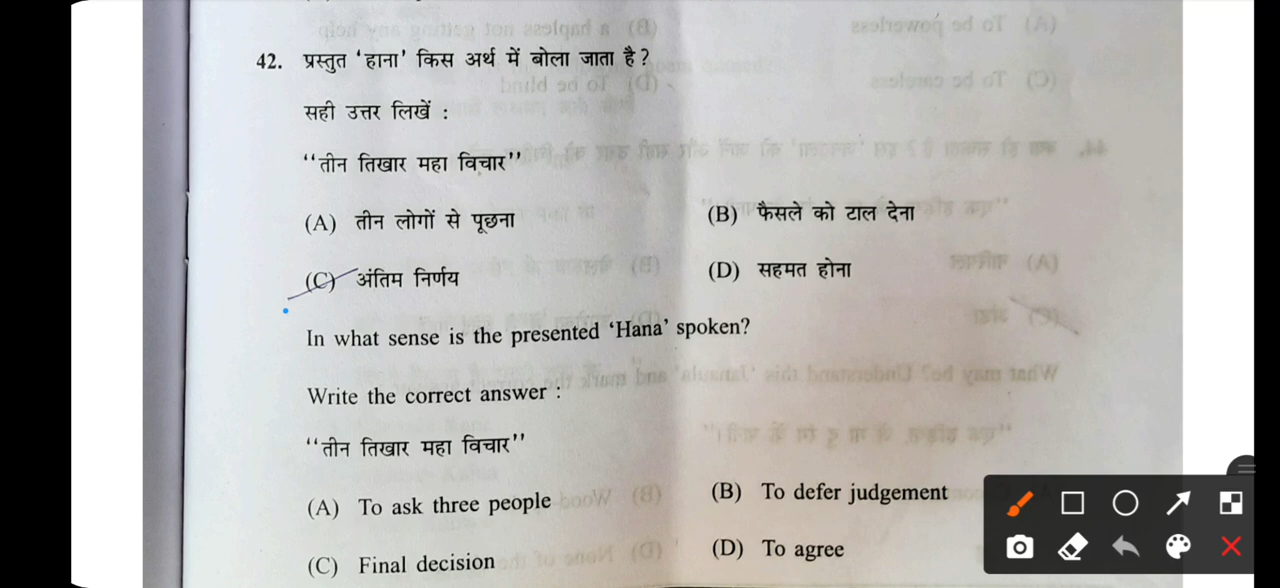 42. प्रस्तुत 'हाना' किस अर्थ में बोला जाता है ?
सही उत्तर लिखें :
''तीन तिखार महा विचार''
(A) तीन लोगों से पूछना (B) फैसले को टाल देना
(C) अंतिम निर्णय (D) सहमत होना
In what sense is the presented 'Hana' spoken?
Write the correct answer :
''तीन तिखार महा विचार''
(A) To ask three people (B) To defer judgement
(C) Final decision (D) To agree